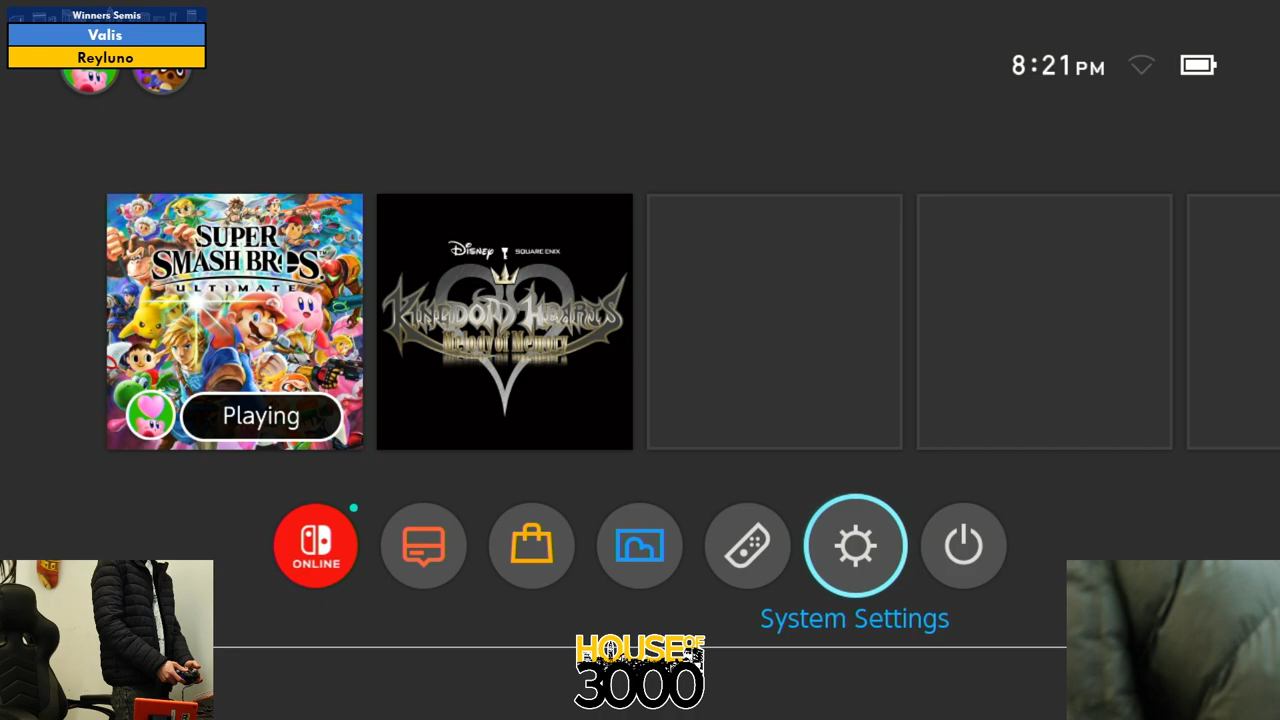 Winners Semis
Valis
Reyluno
8:21 PM
SUPER
SMASH BROS.
ULTIMATE
Playing
Disney
SQUARE ENIX
KINGDOM HEARTS
Melody of Memory
ONLINE
System Settings
HOUSE OF
3000